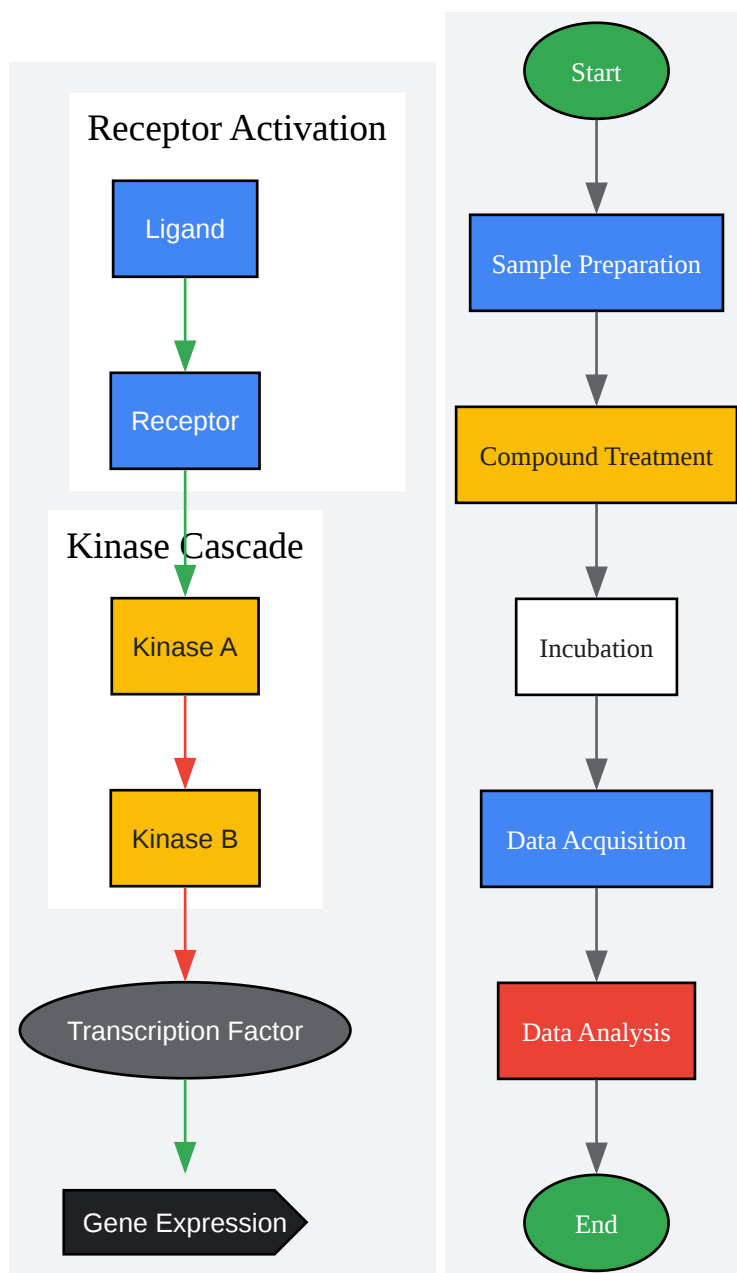 Receptor Activation
Ligand
Receptor
Kinase Cascade
Kinase A
Kinase B
Transcription Factor
Gene Expression
Start
Sample Preparation
Compound Treatment
Incubation
Data Acquisition
Data Analysis
End